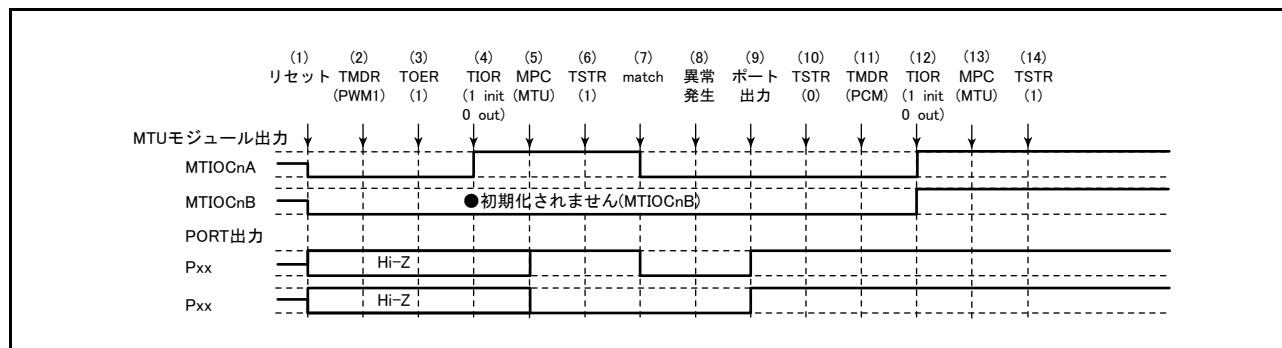 (1) (2) (3) (4) (5) (6) (7) (8) (9) (10) (11) (12) (13) (14)
リセット TMDR TOER TIOR MPC TSTR match 異常 ポート TSTR TMDR TIOR MPC TSTR
(PWM1) (1) (1 init (MTU) (1) 発生 出力 (0) (PCM) (1 init (MTU) (1)
0 out) 0 out)
MTUモジュール出力
MTIOCnA
MTIOCnB ●初期化されません(MTIOCnB)
PORT出力
Pxx Hi-Z
Pxx Hi-Z